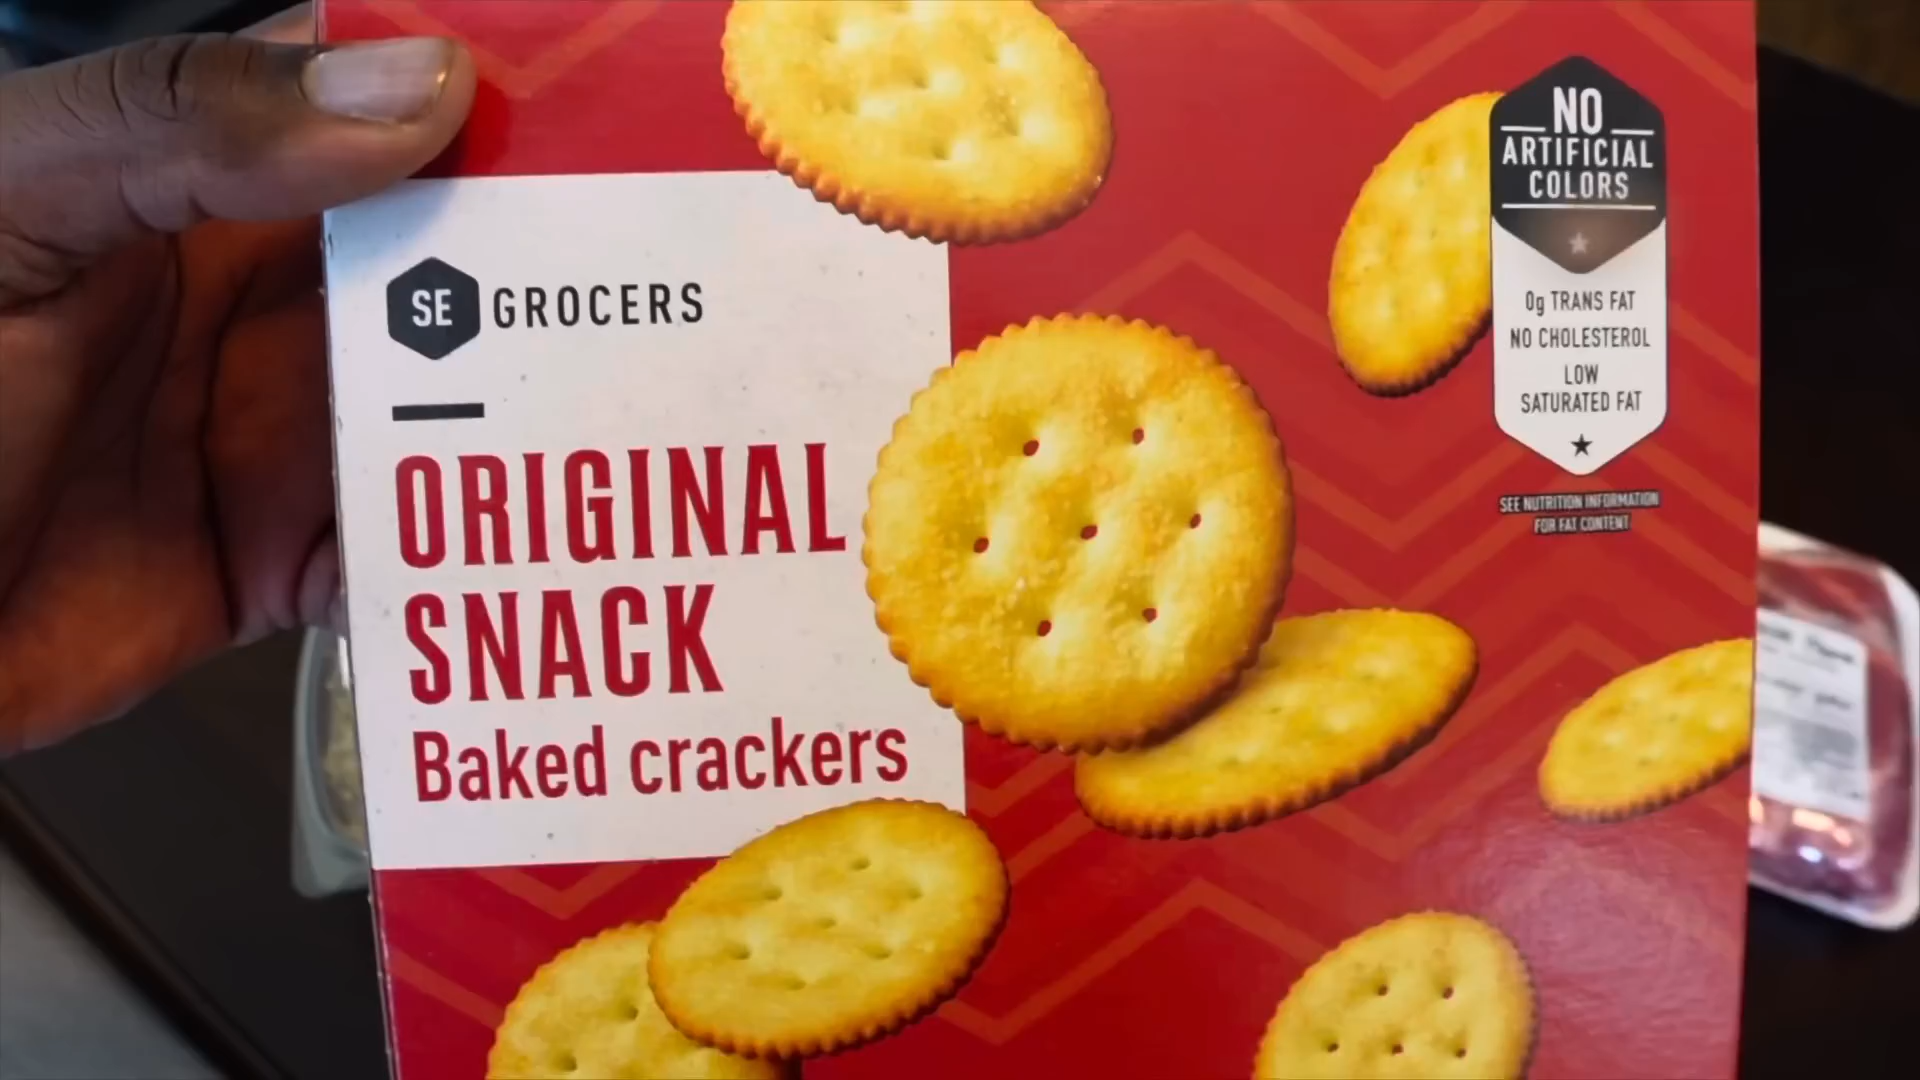 SE GROCERS
ORIGINAL
SNACK
Baked crackers
NO
ARTIFICIAL
COLORS
0g TRANS FAT
NO CHOLESTEROL
LOW
SATURATED FAT
SEE NUTRITION INFORMATION
FOR FAT CONTENT